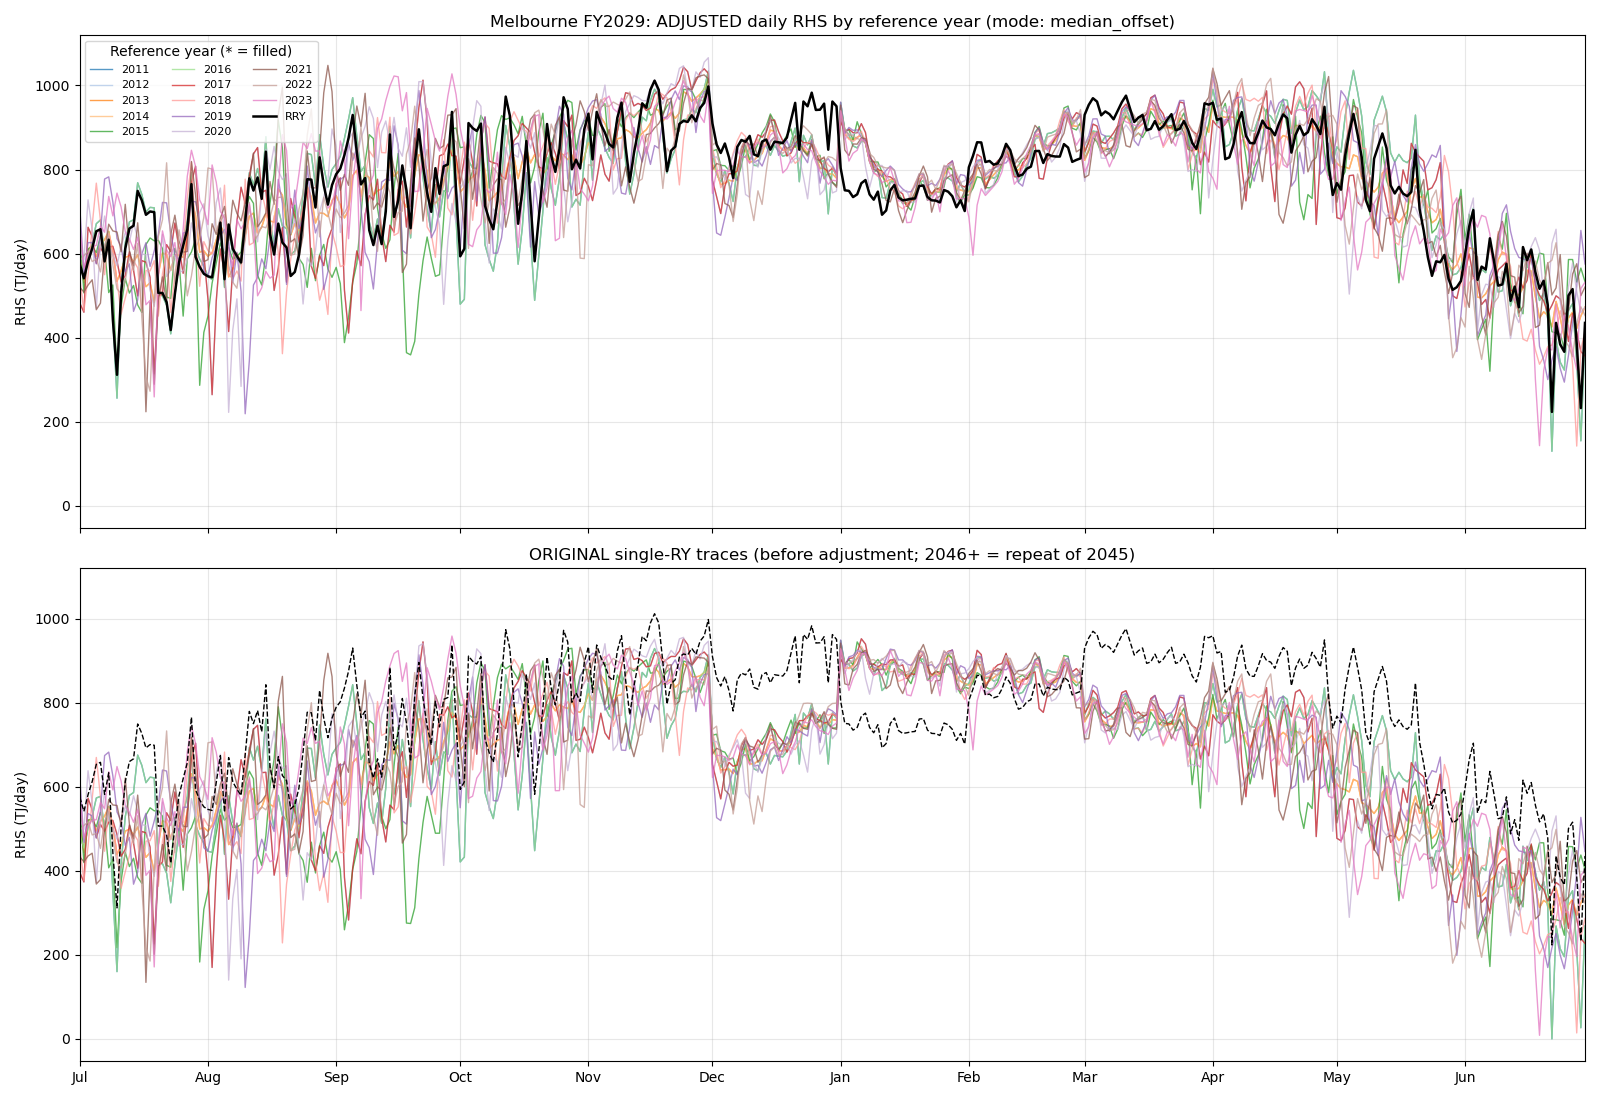 Melbourne FY2029: ADJUSTED daily RHS by reference year (mode: median_offset)
Reference year (* = filled)
2011 2016 2021
2012 2017 2022
2013 2018 2023
2014 2019 RRY
2015 2020
RHS (TJ/day)
1000
800
600
400
200
0
ORIGINAL single-RY traces (before adjustment; 2046+ = repeat of 2045)
RHS (TJ/day)
1000
800
600
400
200
0
Jul Aug Sep Oct Nov Dec Jan Feb Mar Apr May Jun